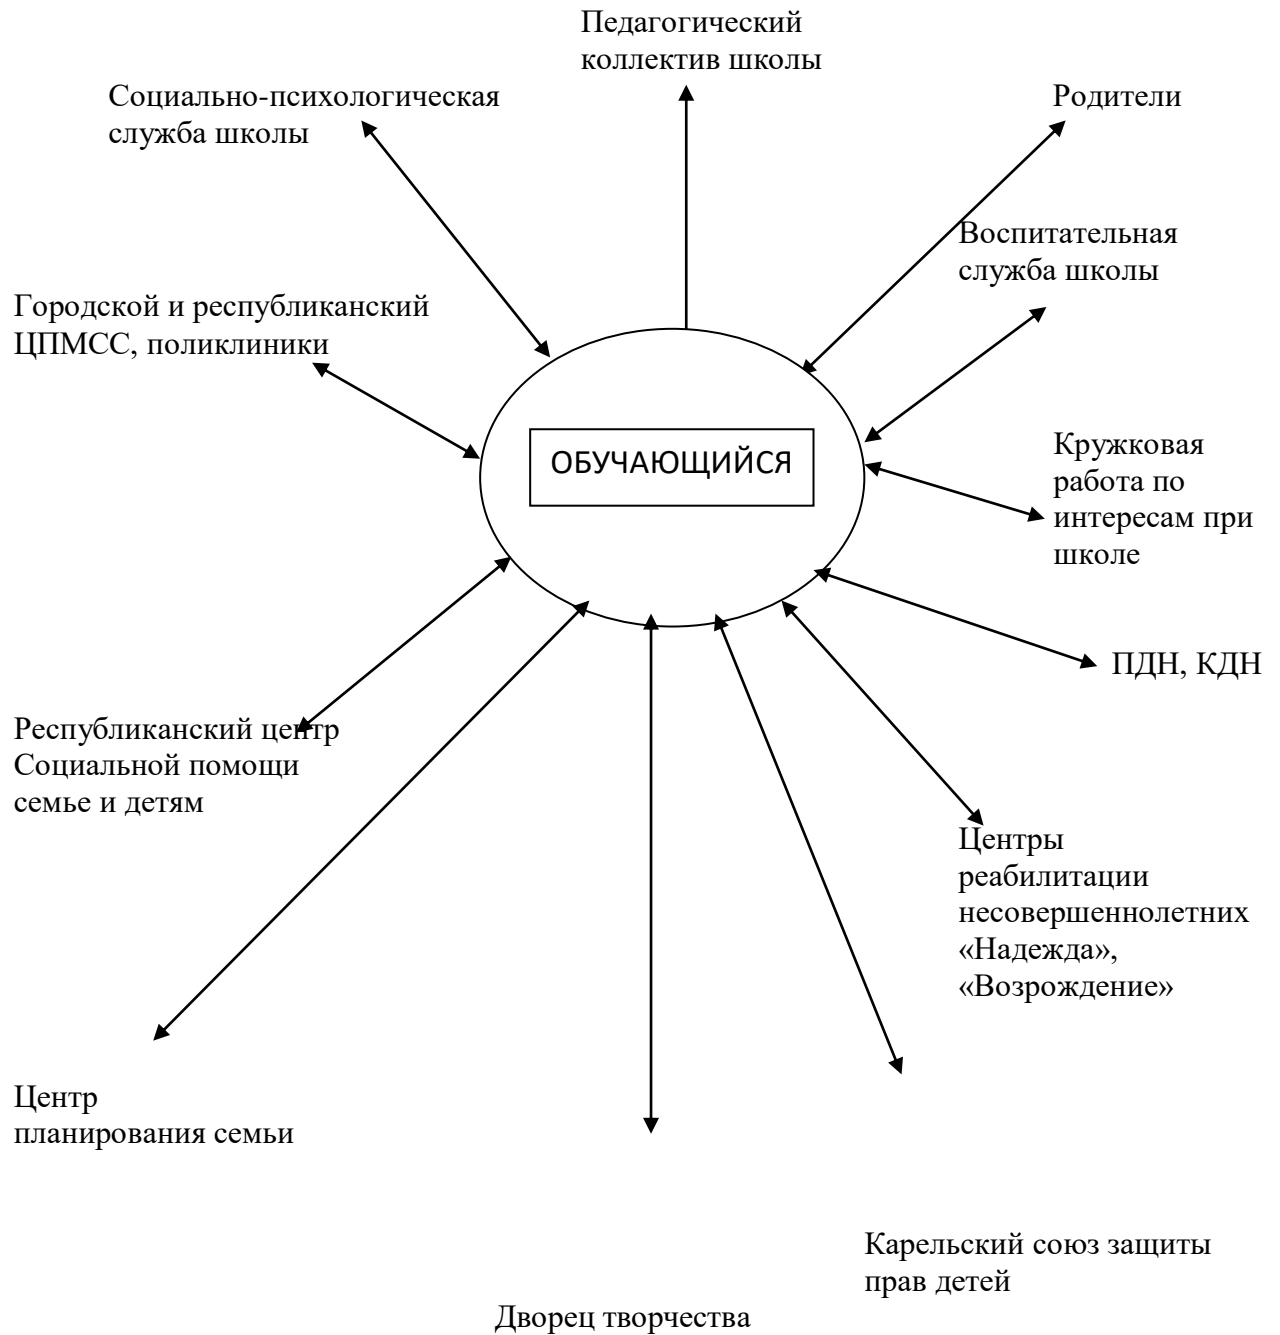 Педагогический
коллектив школы
Социально-психологическая
служба школы
Родители
Воспитательная
служба школы
Городской и республиканский
ЦПМСС, поликлиники
ОБУЧАЮЩИЙСЯ
Кружковая
работа по
интересам при
школе
ПДН, КДН
Республиканский центр
Социальной помощи
семье и детям
Центры
реабилитации
несовершеннолетних
«Надежда»,
«Возрождение»
Центр
планирования семьи
Карельский союз защиты
прав детей
Дворец творчества